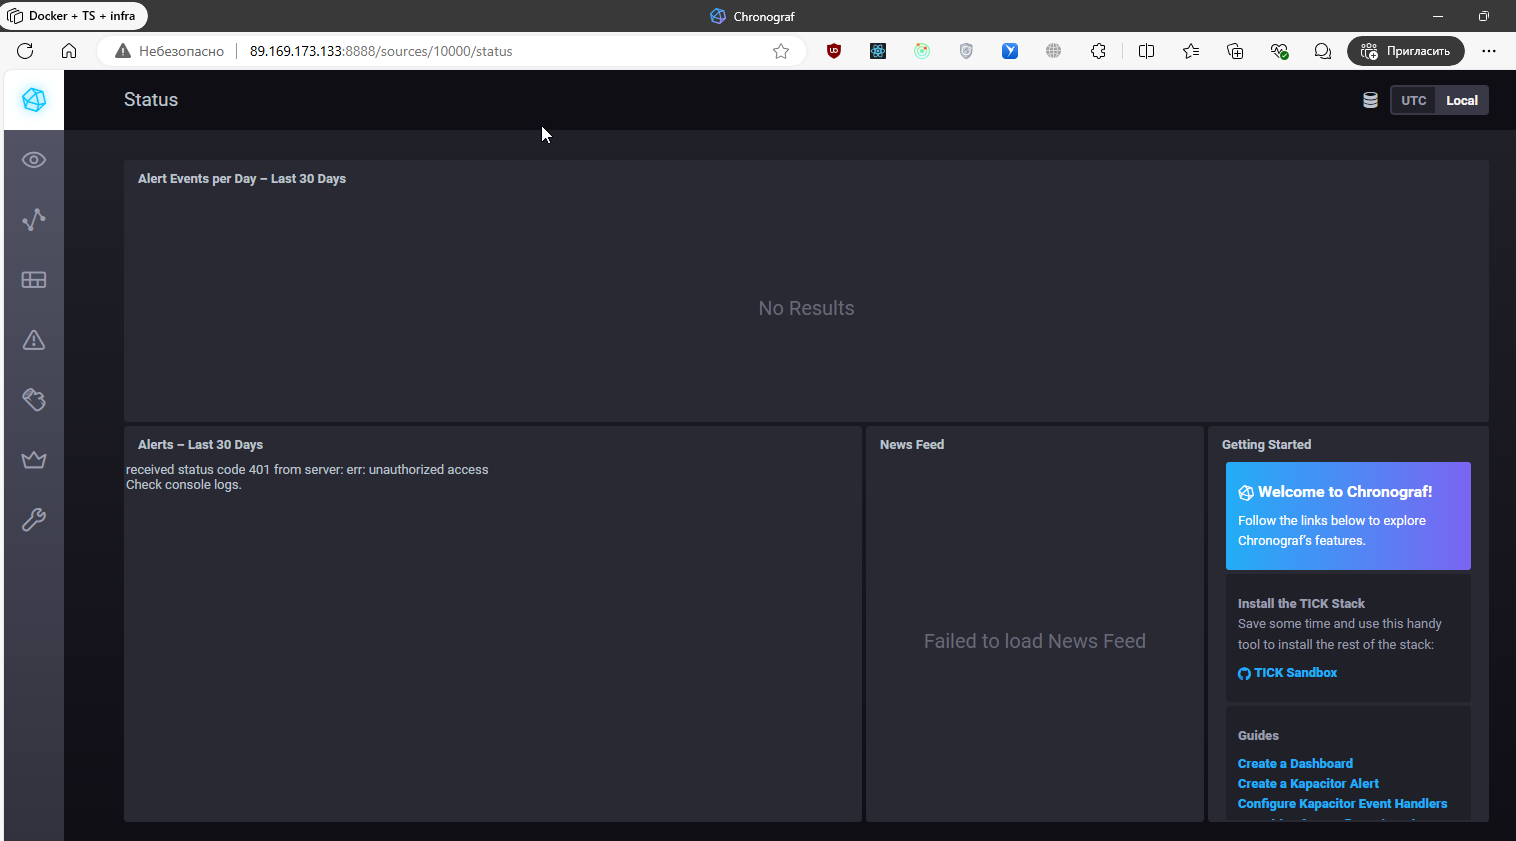 Docker + TS + infra
Chronograf
Небезопасно
89.169.173.133:8888/sources/10000/status
Пригласить
Status
UTC
Local
Alert Events per Day – Last 30 Days
No Results
Alerts – Last 30 Days
received status code 401 from server: err: unauthorized access
Check console logs.
News Feed
Failed to load News Feed
Getting Started
Welcome to Chronograf!
Follow the links below to explore
Chronograf's features.
Install the TICK Stack
Save some time and use this handy
tool to install the rest of the stack:
TICK Sandbox
Guides
Create a Dashboard
Create a Kapacitor Alert
Configure Kapacitor Event Handlers